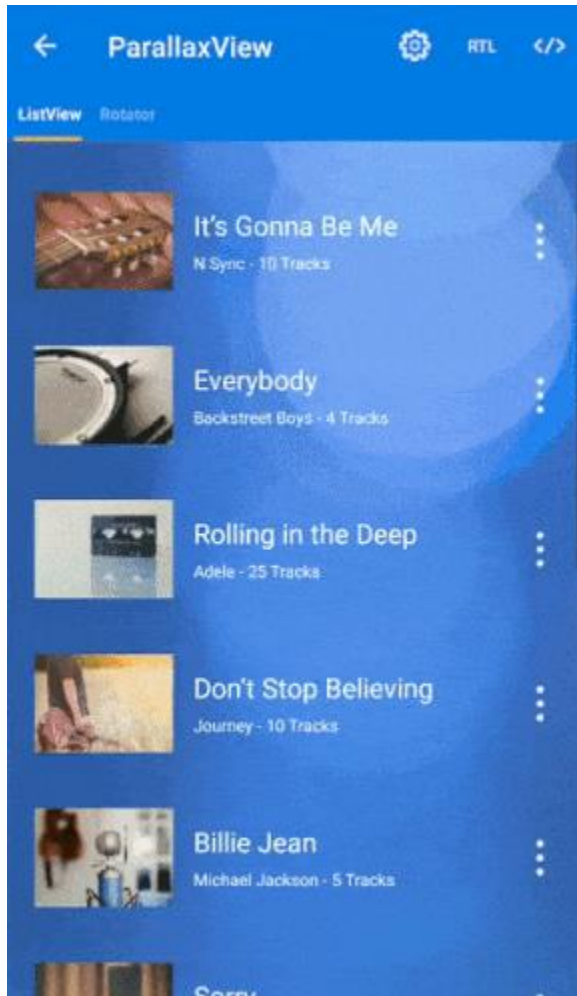 ParallaxView RTL </>
ListView Rotator
It's Gonna Be Me
N Sync - 10 Tracks
Everybody
Backstreet Boys - 4 Tracks
Rolling in the Deep
Adele - 25 Tracks
Don't Stop Believing
Journey - 10 Tracks
Billie Jean
Michael Jackson - 5 Tracks
Sorry